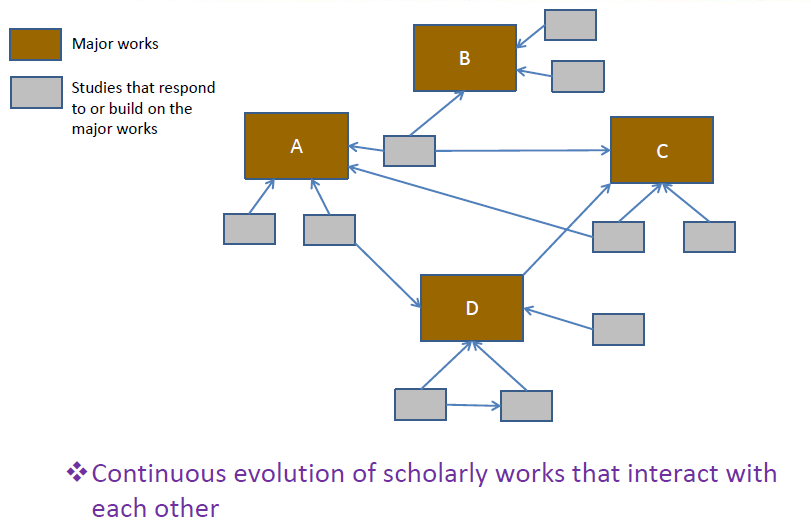 Major works
Studies that respond
to or build on the
major works
B
A
C
D
❖Continuous evolution of scholarly works that interact with
each other